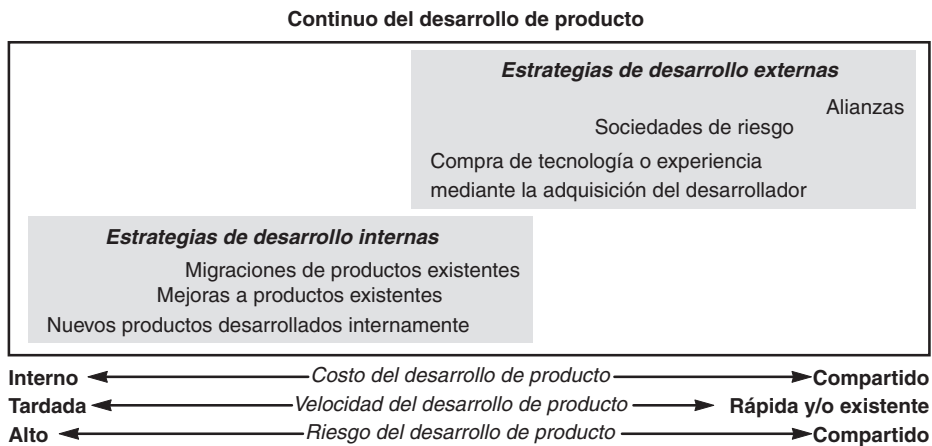 Continuo del desarrollo de producto
Estrategias de desarrollo externas
Alianzas
Sociedades de riesgo
Compra de tecnología o experiencia
mediante la adquisición del desarrollador
Estrategias de desarrollo internas
Migraciones de productos existentes
Mejoras a productos existentes
Nuevos productos desarrollados internamente
Interno Costo del desarrollo de producto Compartido
Tardada Velocidad del desarrollo de producto Rápida y/o existente
Alto Riesgo del desarrollo de producto Compartido